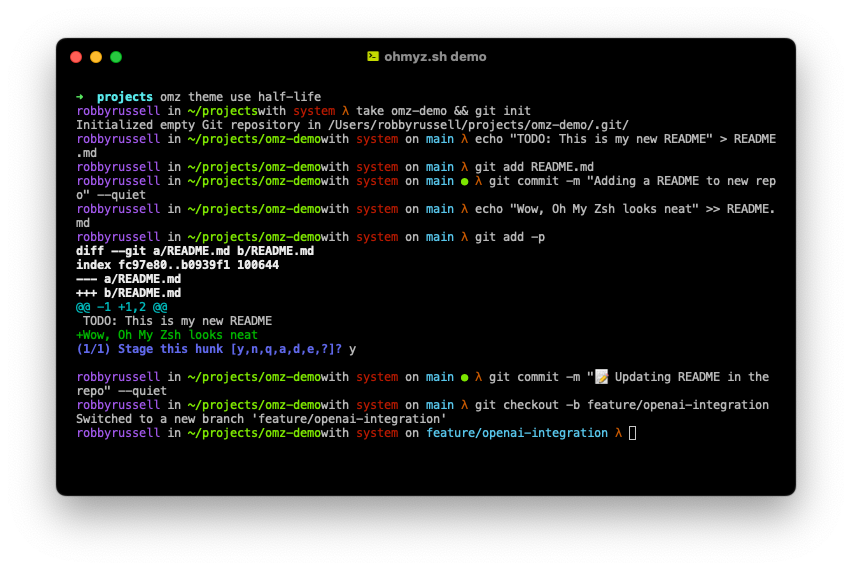 ohmyz.sh demo
➜  projects omz theme use half-life
robbyrussell in ~/projectswith system λ take omz-demo && git init
Initialized empty Git repository in /Users/robbyrussell/projects/omz-demo/.git/
robbyrussell in ~/projects/omz-demowith system on main λ echo "TODO: This is my new README" > README
.md
robbyrussell in ~/projects/omz-demowith system on main λ git add README.md
robbyrussell in ~/projects/omz-demowith system on main ● λ git commit -m "Adding a README to new rep
o" --quiet
robbyrussell in ~/projects/omz-demowith system on main λ echo "Wow, Oh My Zsh looks neat" >> README.
md
robbyrussell in ~/projects/omz-demowith system on main λ git add -p
diff --git a/README.md b/README.md
index fc97e80..b0939f1 100644
--- a/README.md
+++ b/README.md
@@ -1 +1,2 @@
 TODO: This is my new README
+Wow, Oh My Zsh looks neat
(1/1) Stage this hunk [y,n,q,a,d,e,?]? y
robbyrussell in ~/projects/omz-demowith system on main ● λ git commit -m "📝 Updating README in the
repo" --quiet
robbyrussell in ~/projects/omz-demowith system on main λ git checkout -b feature/openai-integration
Switched to a new branch 'feature/openai-integration'
robbyrussell in ~/projects/omz-demowith system on feature/openai-integration λ